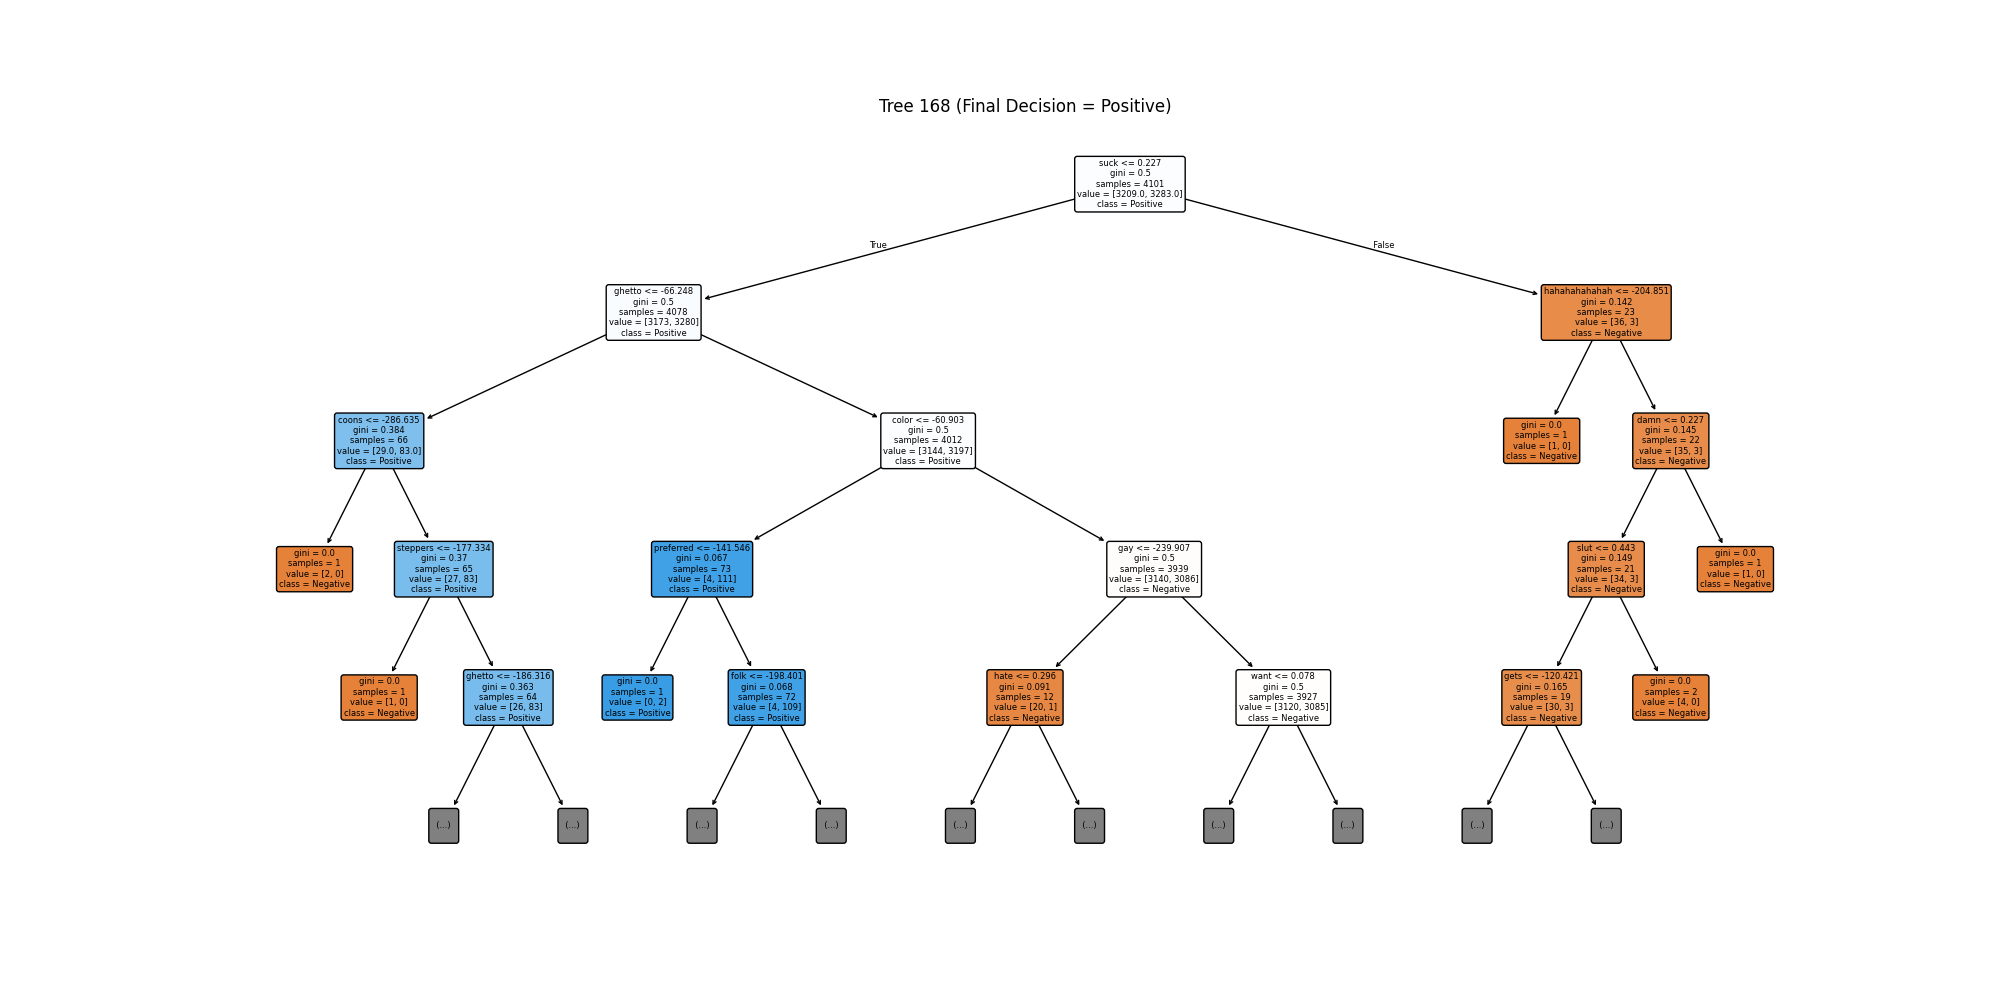 Tree 168 (Final Decision = Positive)
suck <= 0.227
gini = 0.5
samples = 4101
value = [3209.0, 3283.0]
class = Positive
True
False
ghetto <= -66.248
gini = 0.5
samples = 4078
value = [3173, 3280]
class = Positive
hahahahahahah <= -204.851
gini = 0.142
samples = 23
value = [36, 3]
class = Negative
coons <= -286.635
gini = 0.384
samples = 66
value = [29.0, 83.0]
class = Positive
color <= -60.903
gini = 0.5
samples = 4012
value = [3144, 3197]
class = Positive
gini = 0.0
samples = 1
value = [1, 0]
class = Negative
damn <= 0.227
gini = 0.145
samples = 22
value = [35, 3]
class = Negative
gini = 0.0
samples = 1
value = [2, 0]
class = Negative
steppers <= -177.334
gini = 0.37
samples = 65
value = [27, 83]
class = Positive
preferred <= -141.546
gini = 0.067
samples = 73
value = [4, 111]
class = Positive
gay <= -239.907
gini = 0.5
samples = 3939
value = [3140, 3086]
class = Negative
slut <= 0.443
gini = 0.149
samples = 21
value = [34, 3]
class = Negative
gini = 0.0
samples = 1
value = [1, 0]
class = Negative
gini = 0.0
samples = 1
value = [1, 0]
class = Negative
ghetto <= -186.316
gini = 0.363
samples = 64
value = [26, 83]
class = Positive
gini = 0.0
samples = 1
value = [0, 2]
class = Positive
folk <= -198.401
gini = 0.068
samples = 72
value = [4, 109]
class = Positive
hate <= 0.296
gini = 0.091
samples = 12
value = [20, 1]
class = Negative
want <= 0.078
gini = 0.5
samples = 3927
value = [3120, 3085]
class = Negative
gets <= -120.421
gini = 0.165
samples = 19
value = [30, 3]
class = Negative
gini = 0.0
samples = 2
value = [4, 0]
class = Negative
(...)
(...)
(...)
(...)
(...)
(...)
(...)
(...)
(...)
(...)